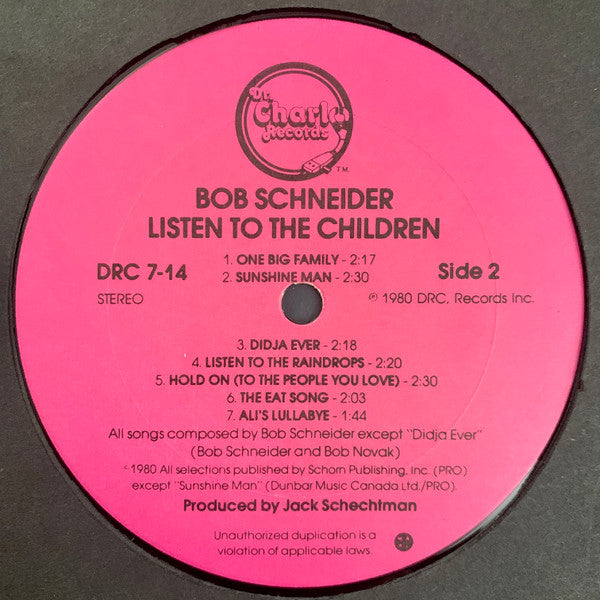 Dr.
Charles
Records
T.M.
BOB SCHNEIDER
LISTEN TO THE CHILDREN
DRC 7-14
STEREO
1. ONE BIG FAMILY - 2:17
2. SUNSHINE MAN - 2:30
Side 2
℗ 1980 DRC, Records Inc.
3. DIDJA EVER - 2:18
4. LISTEN TO THE RAINDROPS - 2:20
5. HOLD ON (TO THE PEOPLE YOU LOVE) - 2:30
6. THE EAT SONG - 2:03
7. ALI'S LULLABYE - 1:44
All songs composed by Bob Schneider except "Didja Ever"
(Bob Schneider and Bob Novak)
© 1980 All selections published by Schorn Publishing, Inc. (PRO)
except "Sunshine Man" (Dunbar Music Canada Ltd./PRO).
Produced by Jack Schechtman
Unauthorized duplication is a
violation of applicable laws.